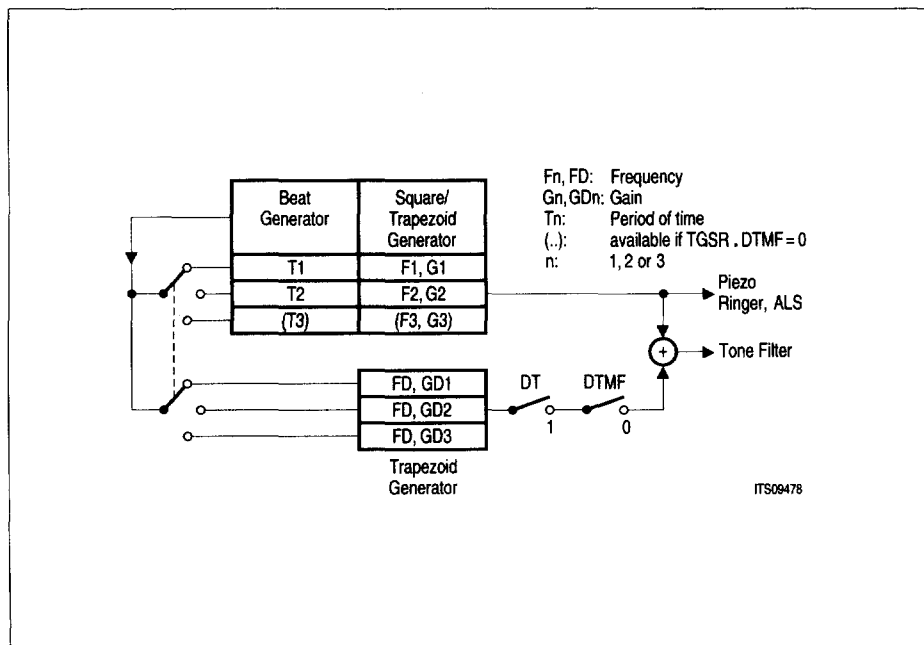 Fn, FD: Frequency
Gn, GDn: Gain
Tn: Period of time
(..): available if TGSR . DTMF = 0
n: 1, 2 or 3
Beat Generator
Square/ Trapezoid Generator
T1 F1, G1
T2 F2, G2
(T3) (F3, G3)
Piezo
Ringer, ALS
+
Tone Filter
FD, GD1
FD, GD2
FD, GD3
DT DTMF
1 0
Trapezoid
Generator
ITS09478